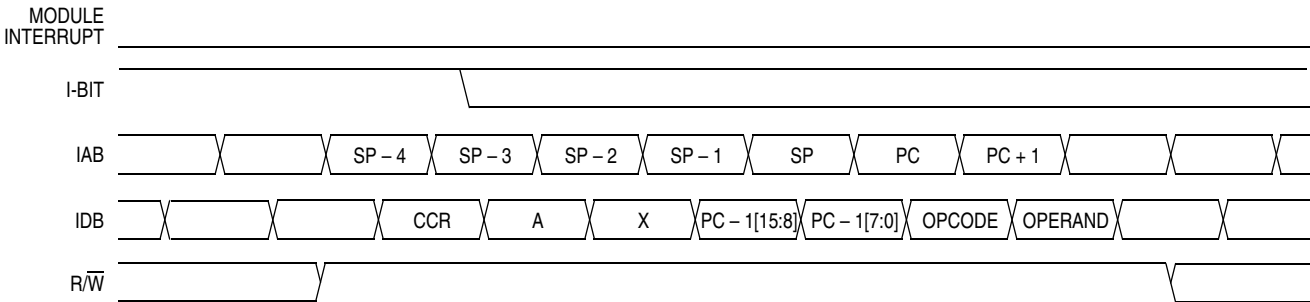 MODULE
INTERRUPT
I-BIT
IAB SP – 4 SP – 3 SP – 2 SP – 1 SP PC PC + 1
IDB CCR A X PC – 1[15:8] PC – 1[7:0] OPCODE OPERAND
R/W̅